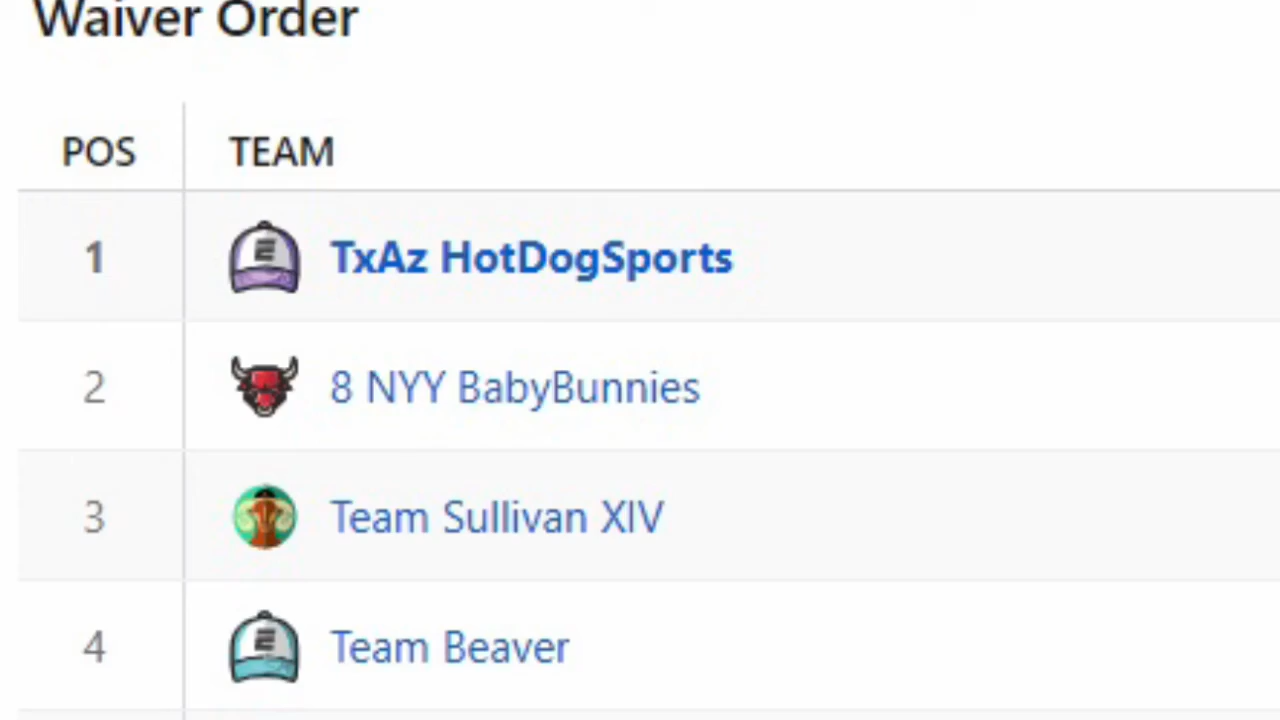 Waiver Order
POS TEAM
1 TxAz HotDogSports
2 8 NYY BabyBunnies
3 Team Sullivan XIV
4 Team Beaver